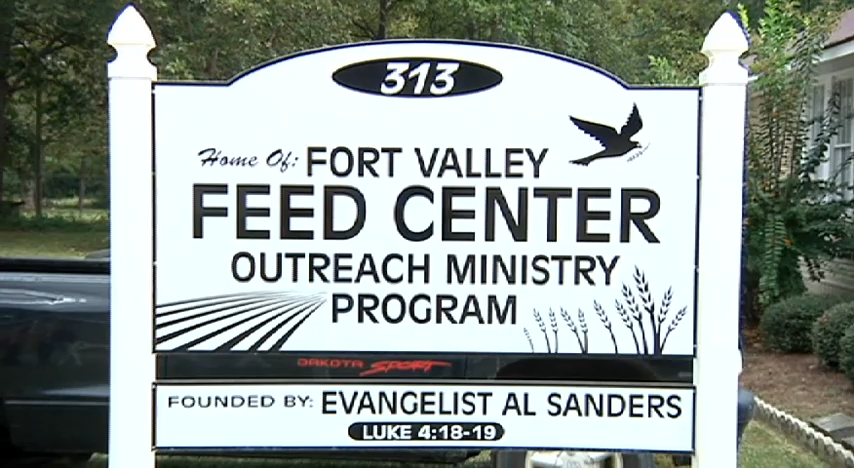 313
Home Of: FORT VALLEY
FEED CENTER
OUTREACH MINISTRY
PROGRAM
DAKOTA SPORT
FOUNDED BY: EVANGELIST AL SANDERS
LUKE 4:18-19